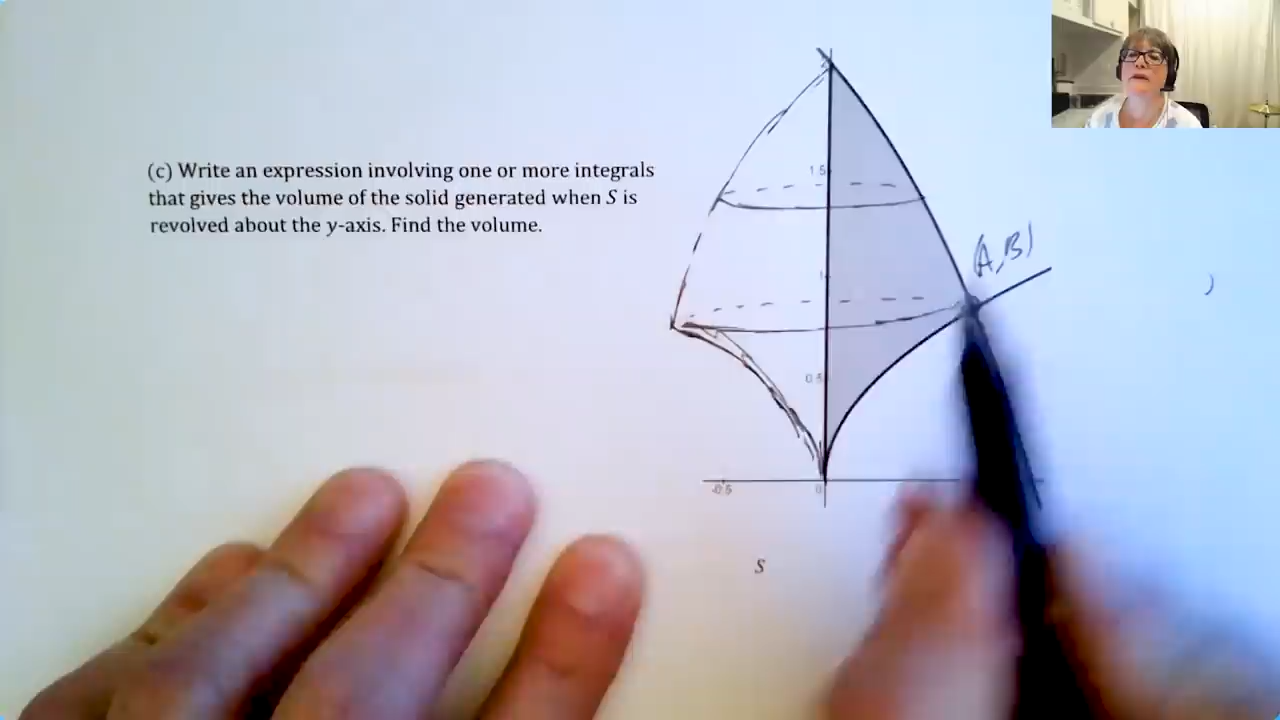 (c) Write an expression involving one or more integrals
that gives the volume of the solid generated when S is
revolved about the y-axis. Find the volume.
1.5
(A,B)
1
0.5
-0.5
0
S